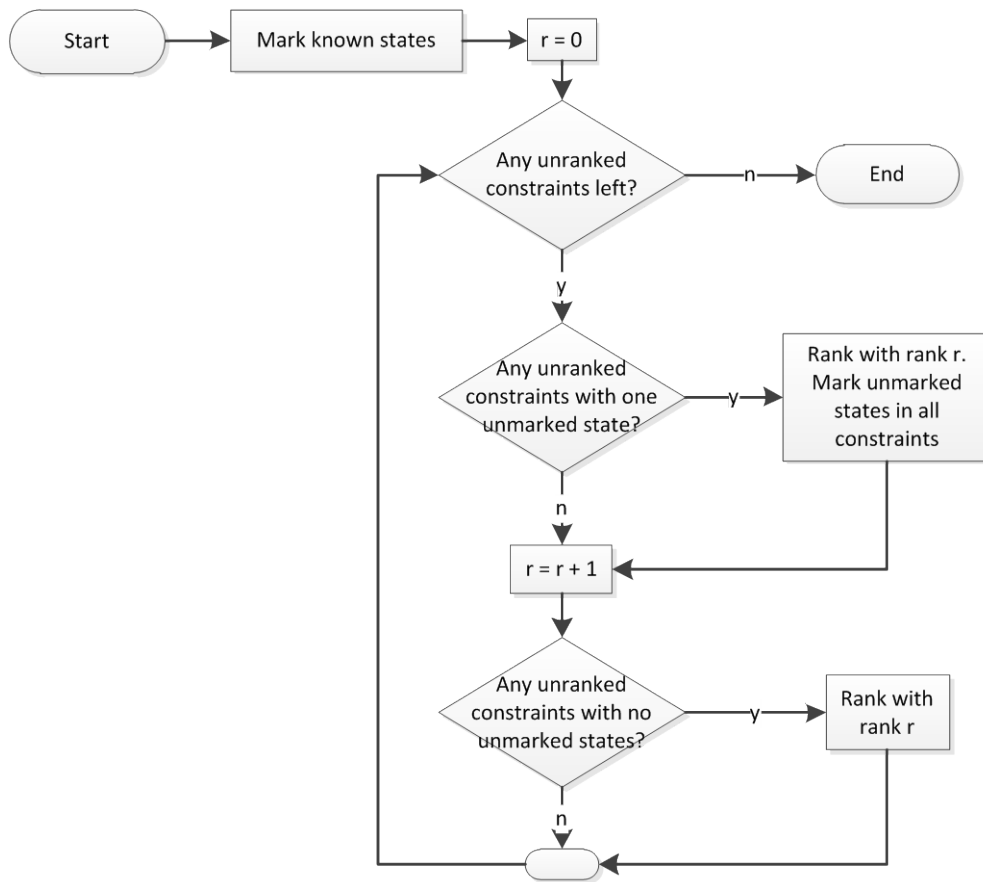 Start
Mark known states
r = 0
Any unranked
constraints left?
n
End
y
Any unranked
constraints with one
unmarked state?
y
Rank with rank r.
Mark unmarked
states in all
constraints
n
r = r + 1
Any unranked
constraints with no
unmarked states?
y
Rank with
rank r
n